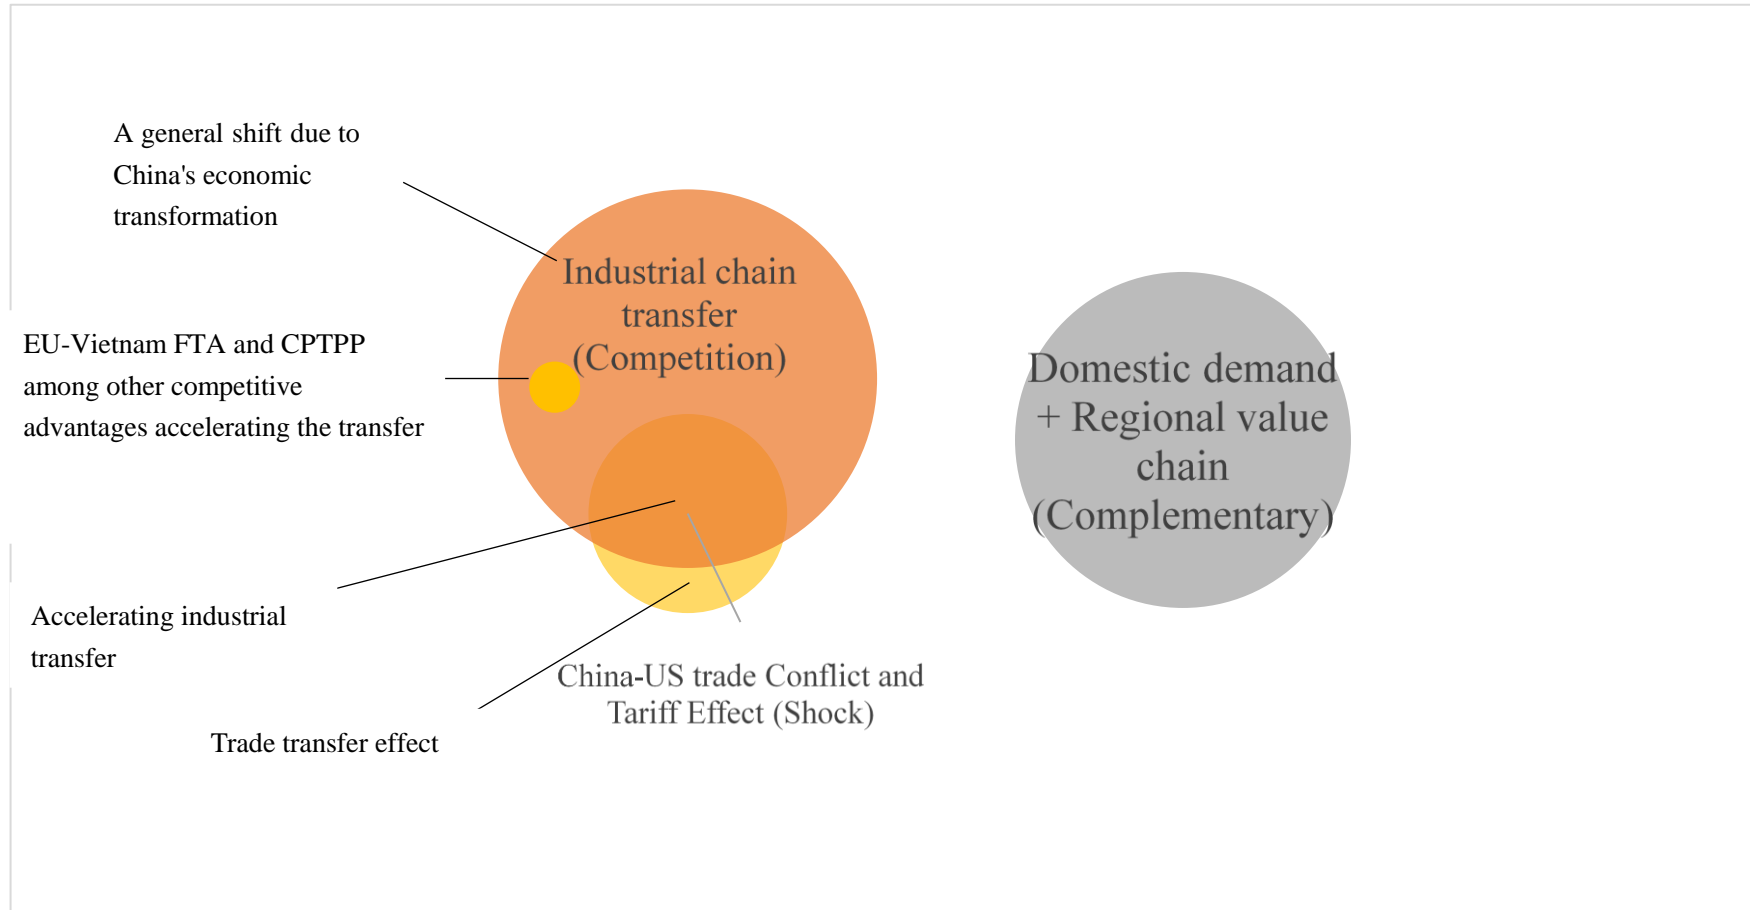 A general shift due to
China's economic
transformation
Industrial chain
transfer
(Competition)
EU-Vietnam FTA and CPTPP
among other competitive
advantages accelerating the transfer
Domestic demand
+ Regional value
chain
(Complementary)
Accelerating industrial
transfer
China-US trade Conflict and
Tariff Effect (Shock)
Trade transfer effect